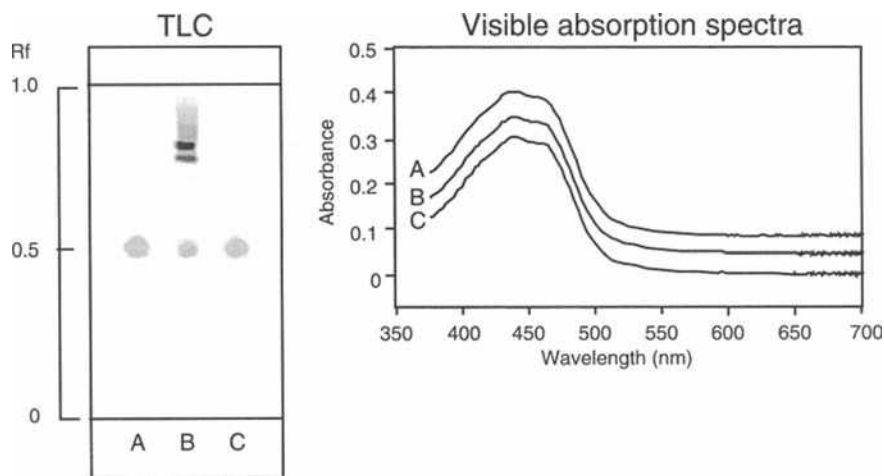 TLC
Rf
1.0
0.5
0
A B C
Visible absorption spectra
Absorbance
0.5
0.4
0.3
0.2
0.1
0
A
B
C
350 400 450 500 550 600 650 700
Wavelength (nm)